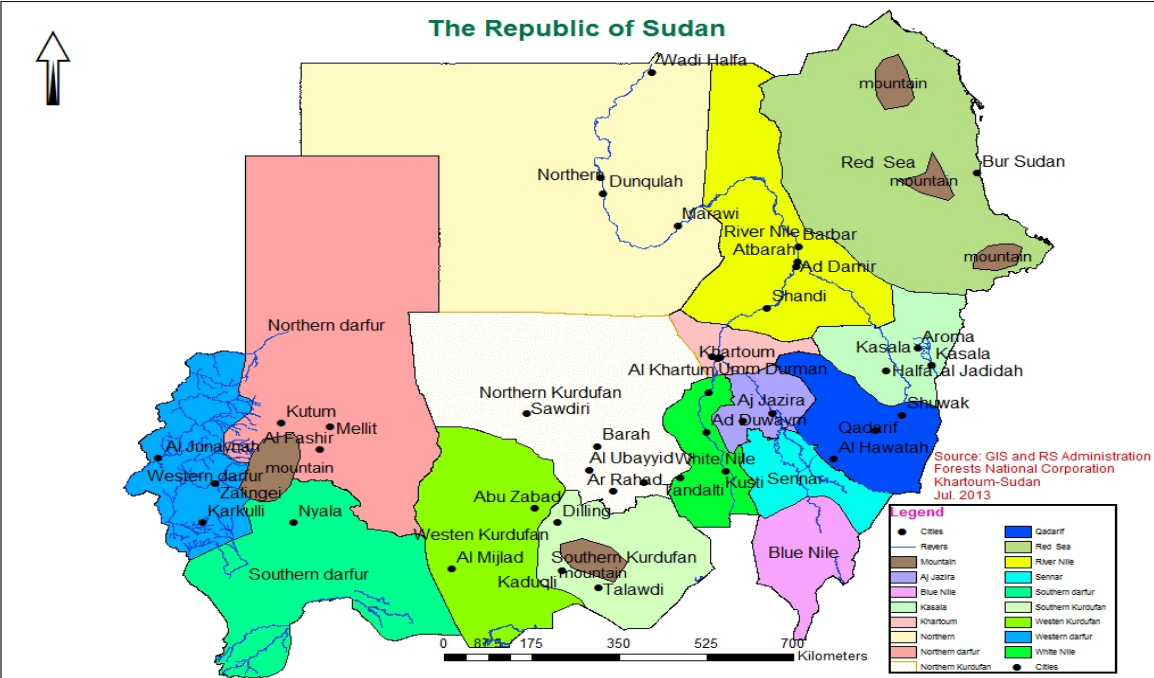 The Republic of Sudan
Wadi Halfa
mountain
Red Sea
mountain
Bur Sudan
Northern
Dunqulah
Marawi
River Nile
Barbar
Atbarah
Ad Damir
mountain
Shandi
Northern darfur
Khartoum
Al Khartum
Umm Durman
Kasala
Aroma
Kasala
Halfa al Jadidah
Northern Kurdufan
Sawdiri
Aj Jazira
Ad Duwaym
Shuwak
Qadarif
Al Hawatah
Kutum
Mellit
Al Fashir
mountain
Al Junaynah
Western darfur
Zalingei
Karkulli
Nyala
Southern darfur
Barah
Al Ubayyid
White Nile
Ar Rahad
Tandalti
Kusti
Sennar
Abu Zabad
Dilling
Westen Kurdufan
Al Mijlad
Southern Kurdufan
mountain
Kaduqli
Talawdi
Blue Nile
Source: GIS and RS Administration
Forests National Corporation
Khartoum-Sudan
Jul. 2013
Legend
Cities
Revers
Mountain
Aj Jazira
Blue Nile
Kasala
Khartoum
Northern
Northern darfur
Northern Kurdufan
Qadarif
Red Sea
River Nile
Sennar
Southern darfur
Southern Kurdufan
Westen Kurdufan
Western darfur
White Nile
Cities
0 87.5 175 350 525 700
Kilometers